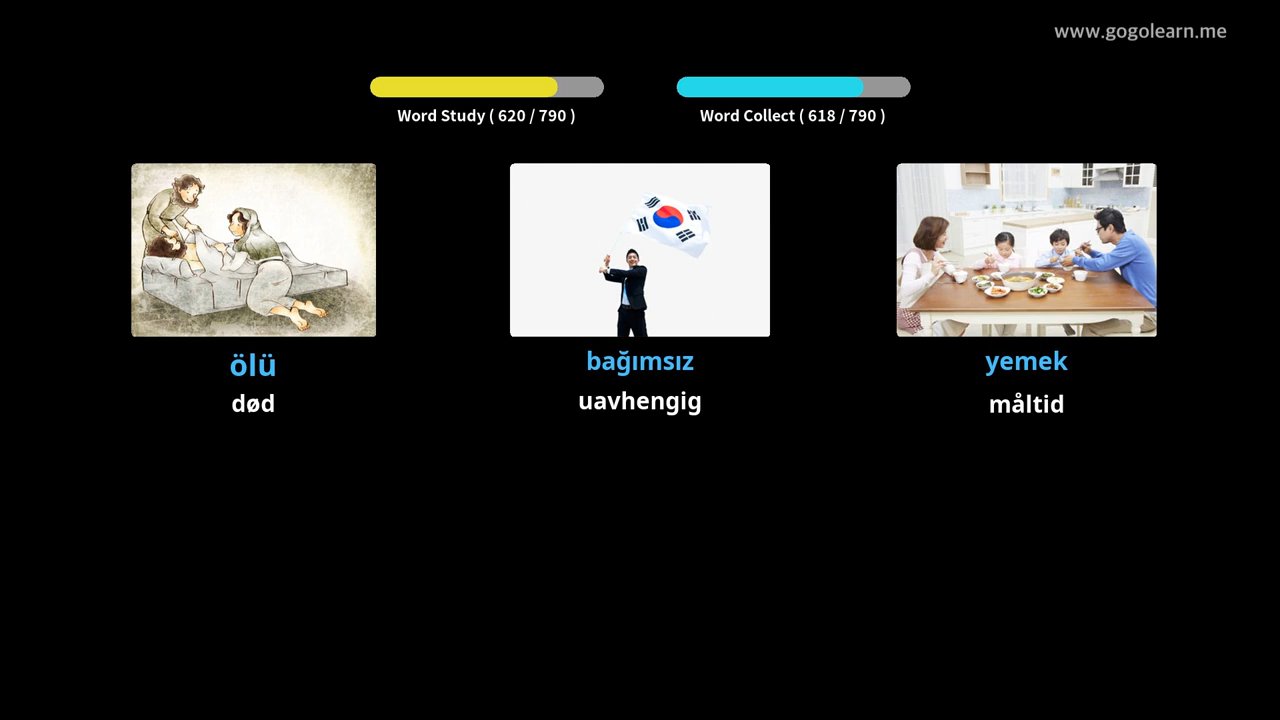 www.gogolearn.me
Word Study ( 620 / 790 )
Word Collect ( 618 / 790 )
ölü
død
bağımsız
uavhengig
yemek
måltid